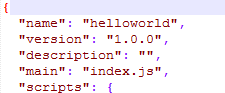 {
"name": "helloworld",
"version": "1.0.0",
"description": "",
"main": "index.js",
"scripts": {